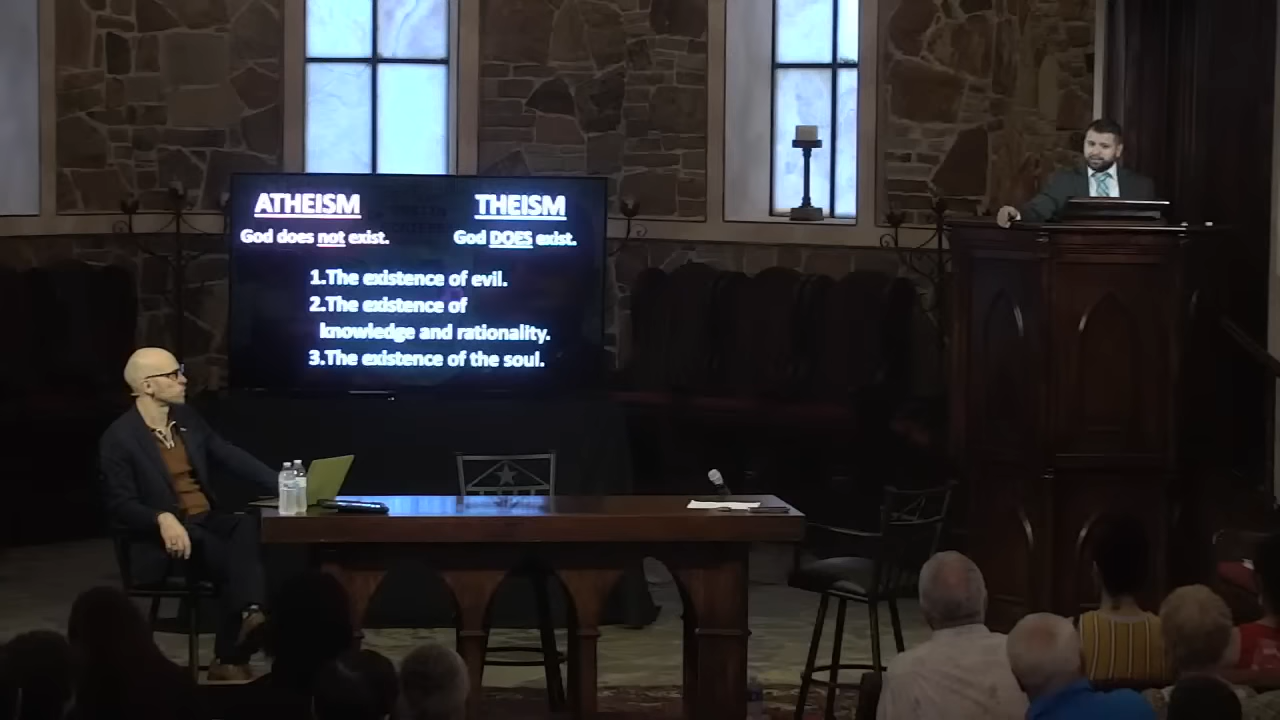 ATHEISM THEISM
God does not exist. God DOES exist.
1.The existence of evil.
2.The existence of
knowledge and rationality.
3.The existence of the soul.